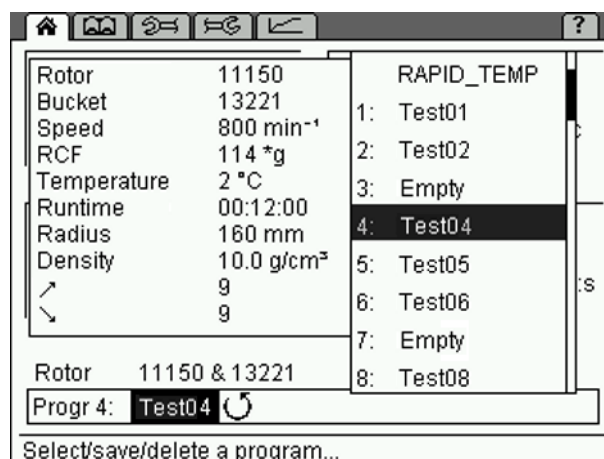 ?
Rotor 11150
Bucket 13221
Speed 800 min⁻¹
RCF 114 *g
Temperature 2 °C
Runtime 00:12:00
Radius 160 mm
Density 10.0 g/cm³
↗ 9
↘ 9
RAPID_TEMP
1: Test01
2: Test02
3: Empty
4: Test04
5: Test05
6: Test06
7: Empty
8: Test08
Rotor 11150 & 13221
Progr 4: Test04
Select/save/delete a program...